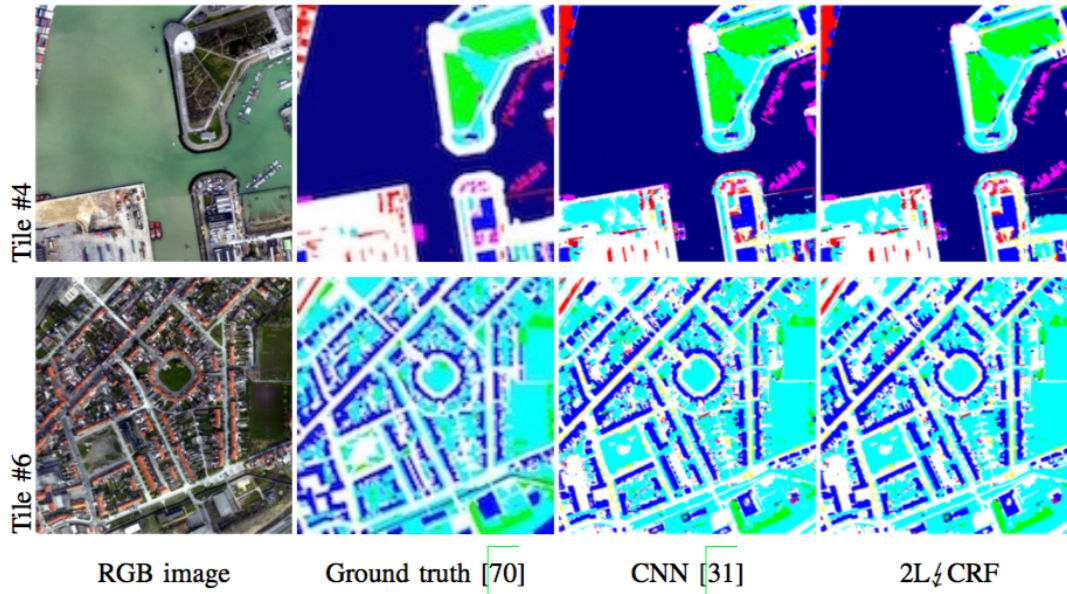 Tile #4
Tile #6
RGB image
Ground truth [70]
CNN [31]
2L↯CRF